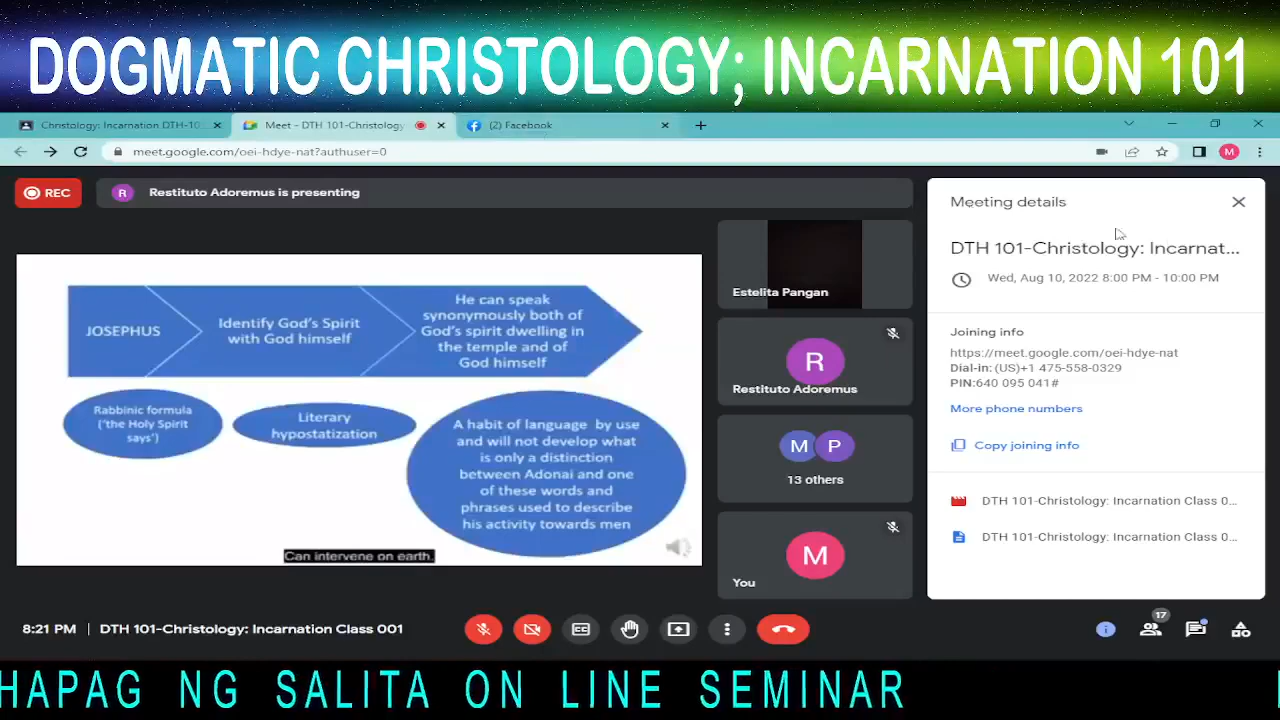 DOGMATIC CHRISTOLOGY; INCARNATION 101
Christology: Incarnation DTH-10
Meet - DTH 101-Christology
(2) Facebook
meet.google.com/oei-hdye-nat?authuser=0
M
REC
R
Restituto Adoremus is presenting
JOSEPHUS
Identify God's Spirit
with God himself
He can speak
synonymously both of
God's spirit dwelling in
the temple and of
God himself
Rabbinic formula
('the Holy Spirit
says')
Literary
hypostatization
A habit of language by use
and will not develop what
is only a distinction
between Adonai and one
of these words and
phrases used to describe
his activity towards men
Can intervene on earth.
Estelita Pangan
R
Restituto Adoremus
M P
13 others
M
You
Meeting details
DTH 101-Christology: Incarnat...
Wed, Aug 10, 2022 8:00 PM - 10:00 PM
Joining info
https://meet.google.com/oei-hdye-nat
Dial-in: (US)+1 475-558-0329
PIN:640 095 041#
More phone numbers
Copy joining info
DTH 101-Christology: Incarnation Class 0...
DTH 101-Christology: Incarnation Class 0...
8:21 PM | DTH 101-Christology: Incarnation Class 001
CC
17
HAPAG NG SALITA ON LINE SEMINAR